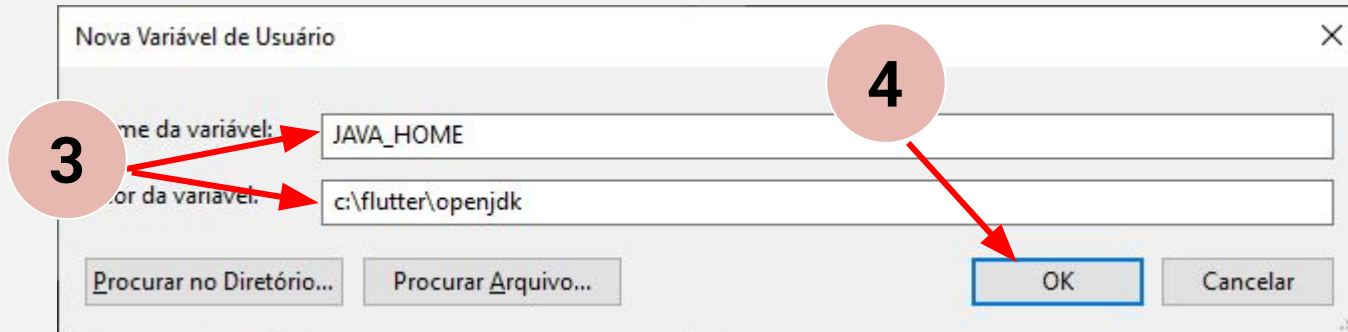 Nova Variável de Usuário
4
me da variável:
JAVA_HOME
3
or da variável:
c:\flutter\openjdk
Procurar no Diretório...
Procurar Arquivo...
OK
Cancelar